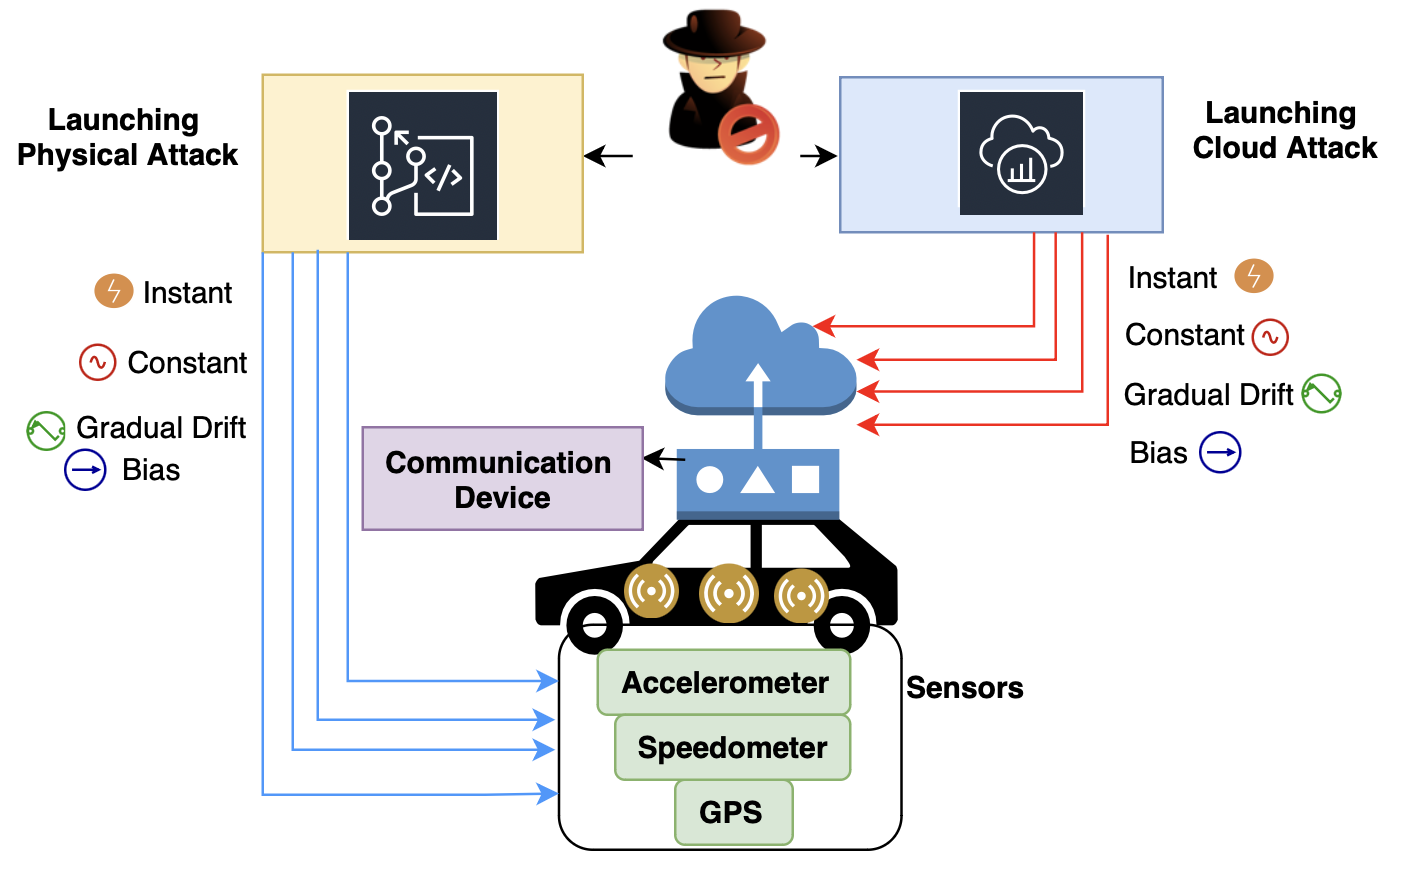 Launching
Physical Attack
Launching
Cloud Attack
</>
Instant
Constant
Gradual Drift
Bias
Instant
Constant
Gradual Drift
Bias
Communication
Device
Accelerometer
Speedometer
GPS
Sensors